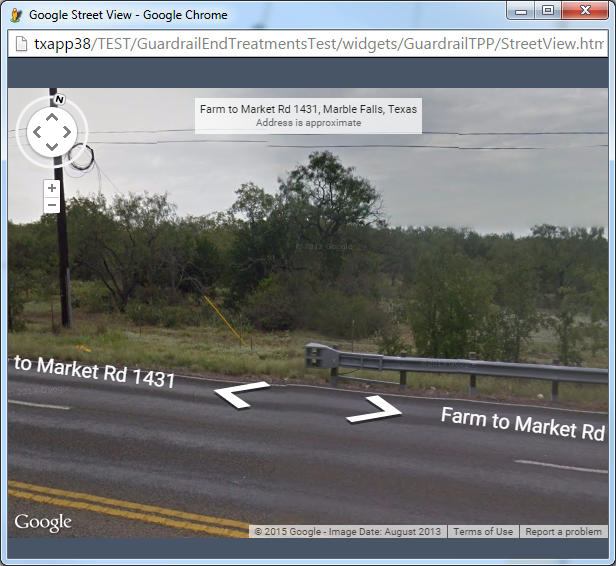 Google Street View - Google Chrome
txapp38/TEST/GuardrailEndTreatmentsTest/widgets/GuardrailTPP/StreetView.htm
N
Farm to Market Rd 1431, Marble Falls, Texas
Address is approximate
+
−
© 2013 Google
to Market Rd 1431
Farm to Market Rd
Google
© 2015 Google - Image Date: August 2013
Terms of Use
Report a problem